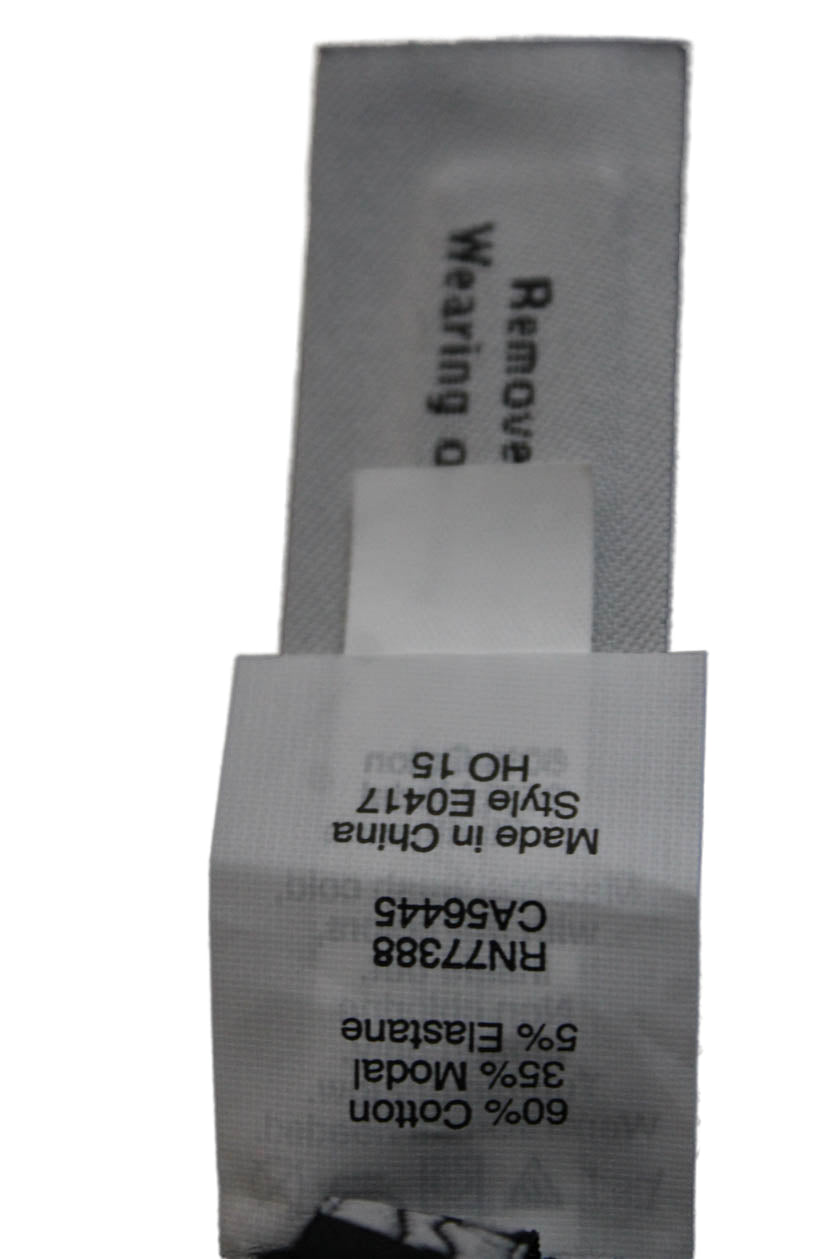 Remove
Wearing o
60% Cotton
35% Modal
5% Elastane
RN77388
CA56445
Made in China
Style E0417
HO 15